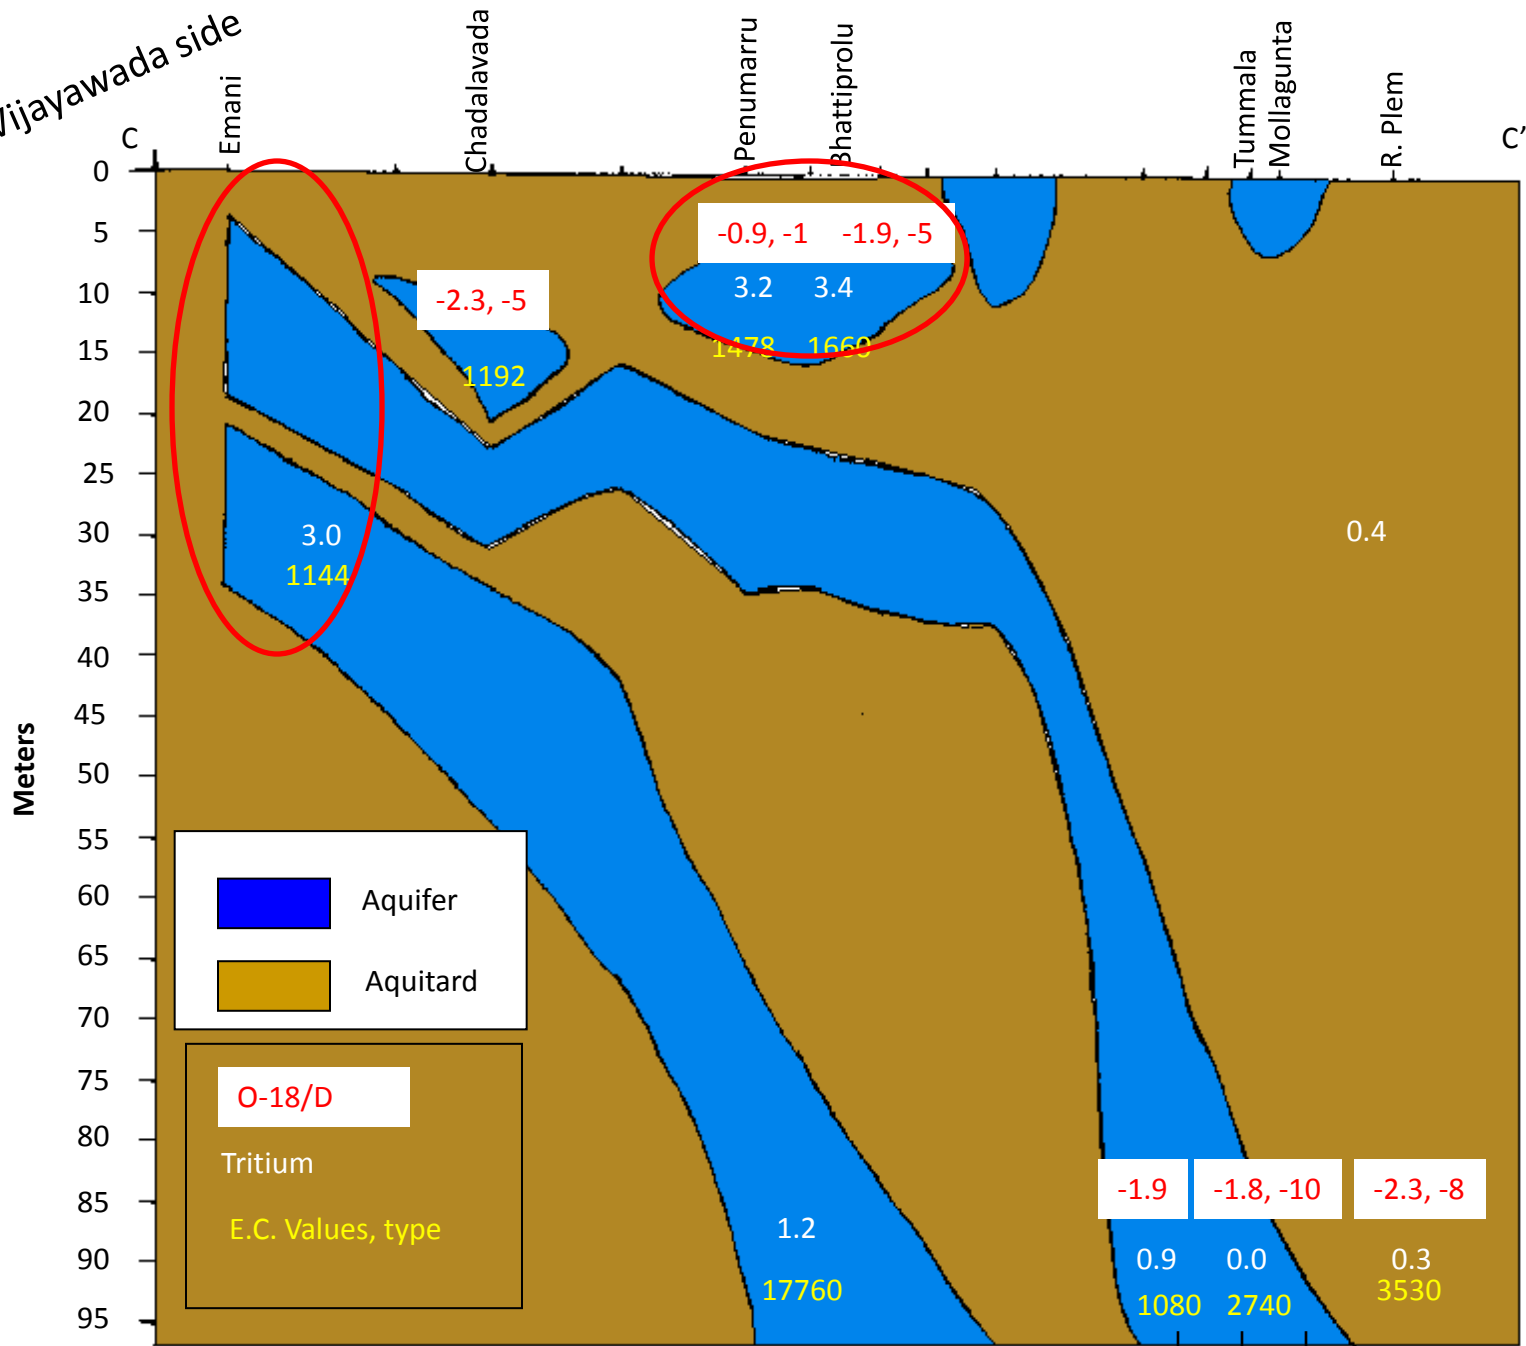 Vijayawada side
C
Emani
Chadalavada
Penumarru
Bhattiprolu
Tummala
Mollagunta
R. Plem
C’
Meters
0
5
10
15
20
25
30
35
40
45
50
55
60
65
70
75
80
85
90
95
-0.9, -1 -1.9, -5
3.2 3.4
1478 1660
-2.3, -5
1192
3.0
1144
0.4
Aquifer
Aquitard
O-18/D
Tritium
E.C. Values, type
1.2
17760
-1.9 -1.8, -10 -2.3, -8
0.9 0.0 0.3
1080 2740 3530